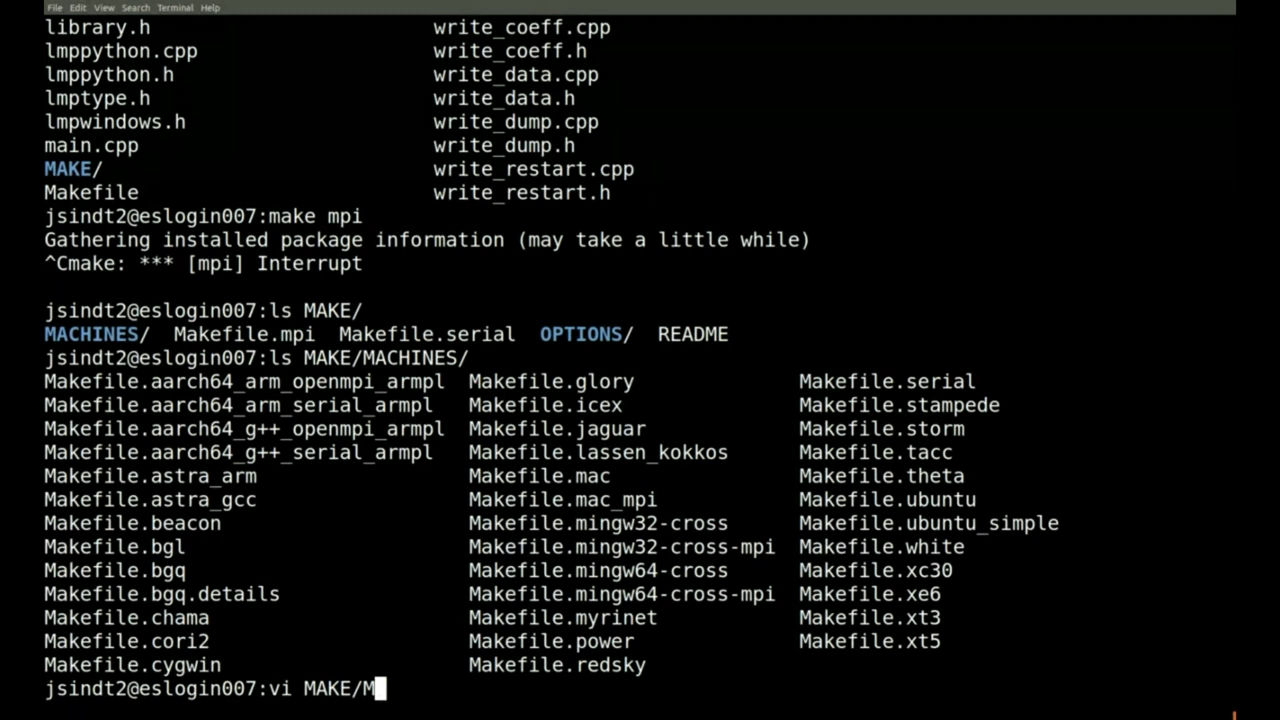 File Edit View Search Terminal Help
library.h write_coeff.cpp
lmppython.cpp write_coeff.h
lmppython.h write_data.cpp
lmptype.h write_data.h
lmpwindows.h write_dump.cpp
main.cpp write_dump.h
MAKE/ write_restart.cpp
Makefile write_restart.h
jsindt2@eslogin007:make mpi
Gathering installed package information (may take a little while)
^Cmake: *** [mpi] Interrupt
jsindt2@eslogin007:ls MAKE/
MACHINES/ Makefile.mpi Makefile.serial OPTIONS/ README
jsindt2@eslogin007:ls MAKE/MACHINES/
Makefile.aarch64_arm_openmpi_armpl Makefile.glory Makefile.serial
Makefile.aarch64_arm_serial_armpl Makefile.icex Makefile.stampede
Makefile.aarch64_g++_openmpi_armpl Makefile.jaguar Makefile.storm
Makefile.aarch64_g++_serial_armpl Makefile.lassen_kokkos Makefile.tacc
Makefile.astra_arm Makefile.mac Makefile.theta
Makefile.astra_gcc Makefile.mac_mpi Makefile.ubuntu
Makefile.beacon Makefile.mingw32-cross Makefile.ubuntu_simple
Makefile.bgl Makefile.mingw32-cross-mpi Makefile.white
Makefile.bgq Makefile.mingw64-cross Makefile.xc30
Makefile.bgq.details Makefile.mingw64-cross-mpi Makefile.xe6
Makefile.chama Makefile.myrinet Makefile.xt3
Makefile.cori2 Makefile.power Makefile.xt5
Makefile.cygwin Makefile.redsky
jsindt2@eslogin007:vi MAKE/M